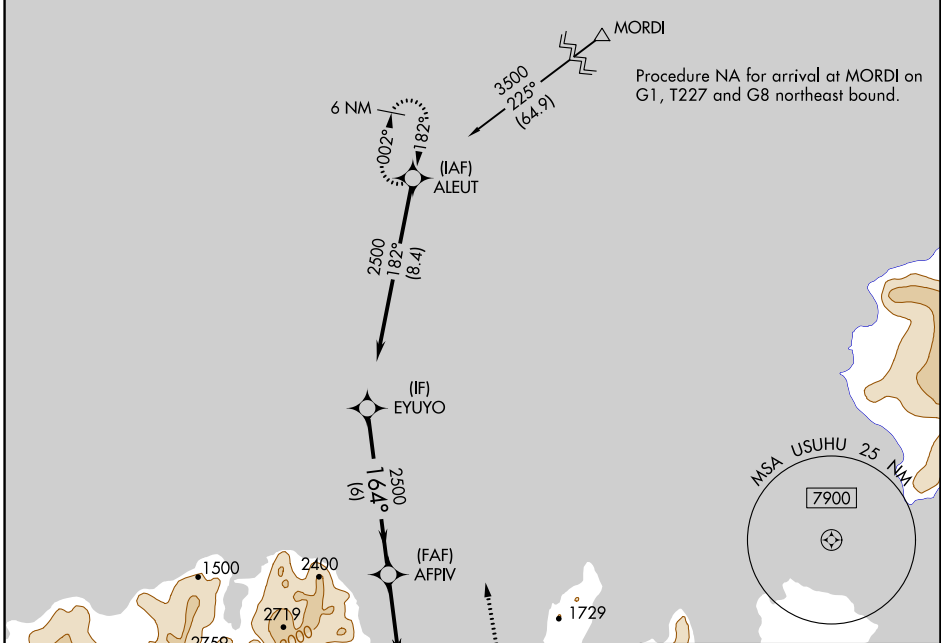 MORDI
Procedure NA for arrival at MORDI on
G1, T227 and G8 northeast bound.
3500
225°
(64.9)
6 NM
002°
182°
(IAF)
ALEUT
2500
182°
(8.4)
(IF)
EYUYO
2500
164°
(6)
MSA USUHU 25 NM
7900
(FAF)
AFPIV
1500
2400
2719
1729
2759